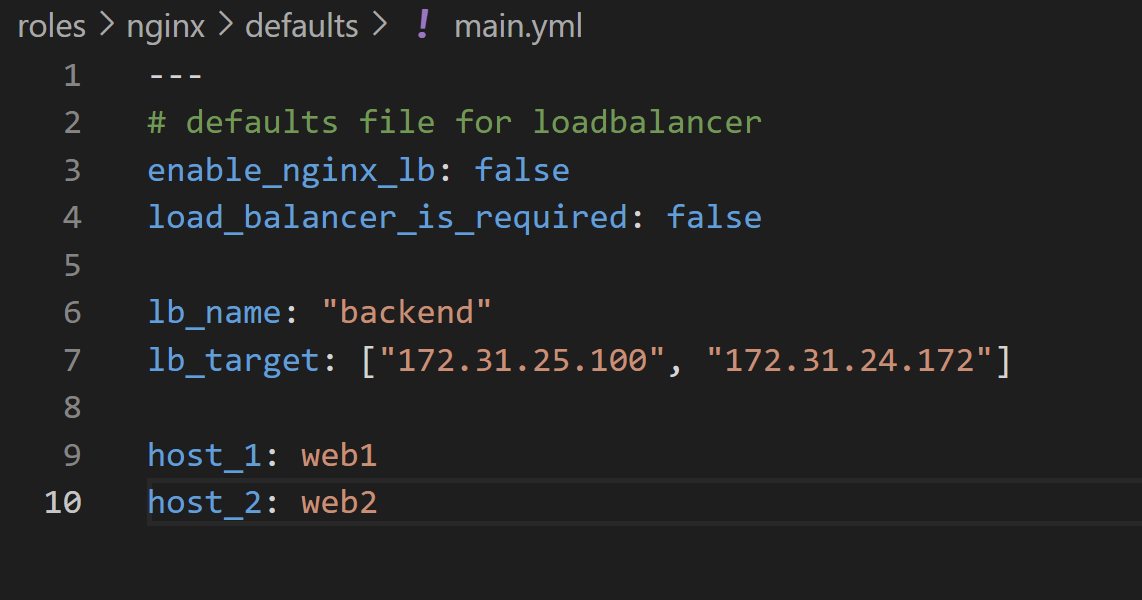 roles > nginx > defaults > ! main.yml
1 ---
2 # defaults file for loadbalancer
3 enable_nginx_lb: false
4 load_balancer_is_required: false
5
6 lb_name: "backend"
7 lb_target: ["172.31.25.100", "172.31.24.172"]
8
9 host_1: web1
10 host_2: web2